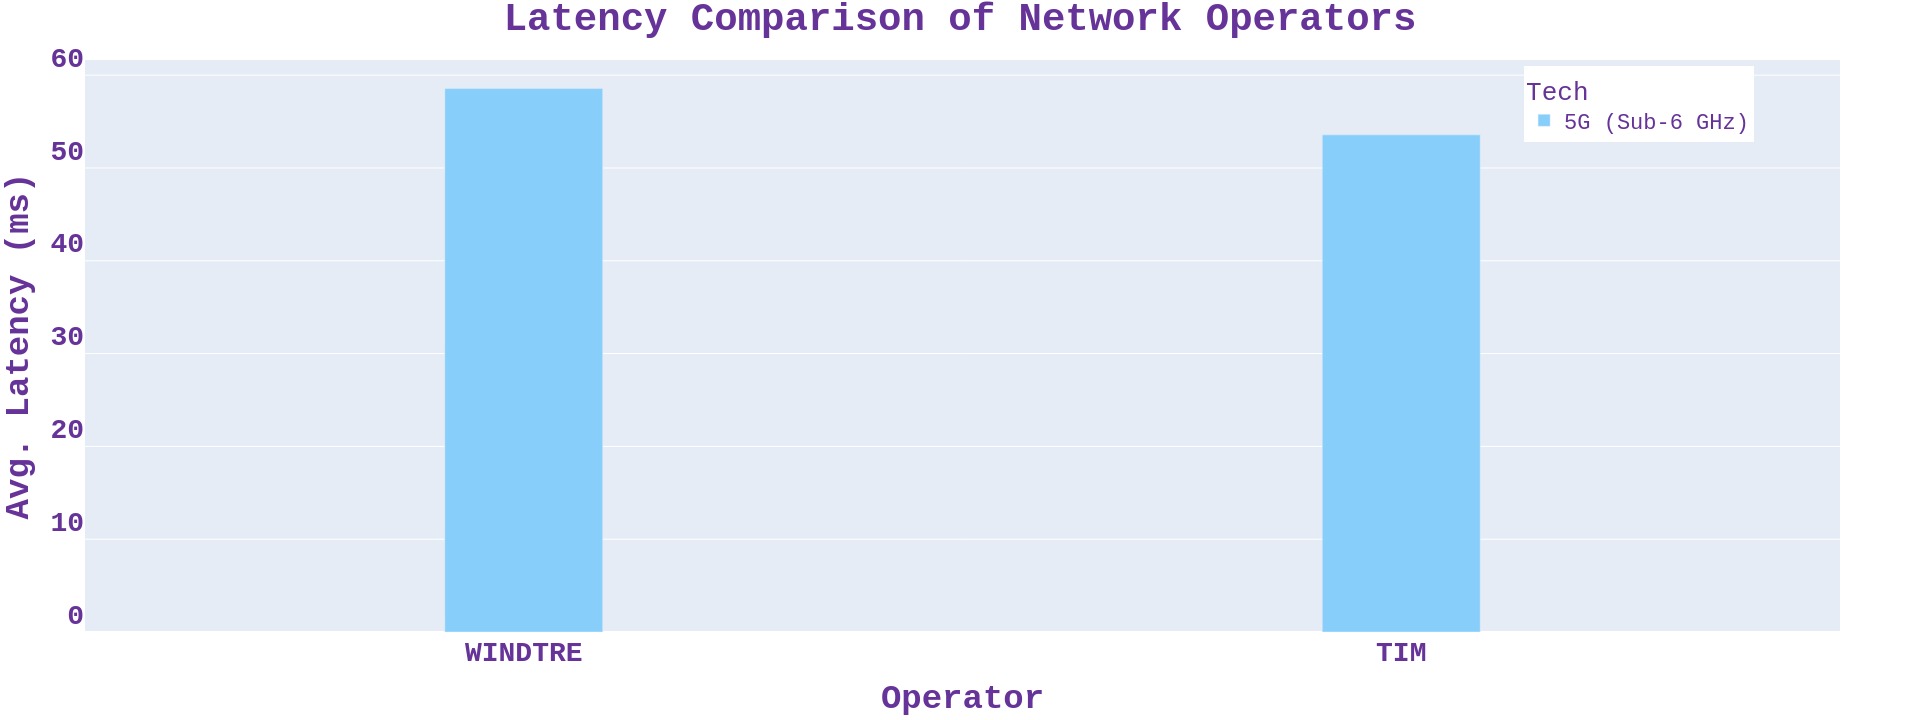 Latency Comparison of Network Operators
Avg. Latency (ms)
60
50
40
30
20
10
0
Tech
5G (Sub-6 GHz)
WINDTRE
TIM
Operator